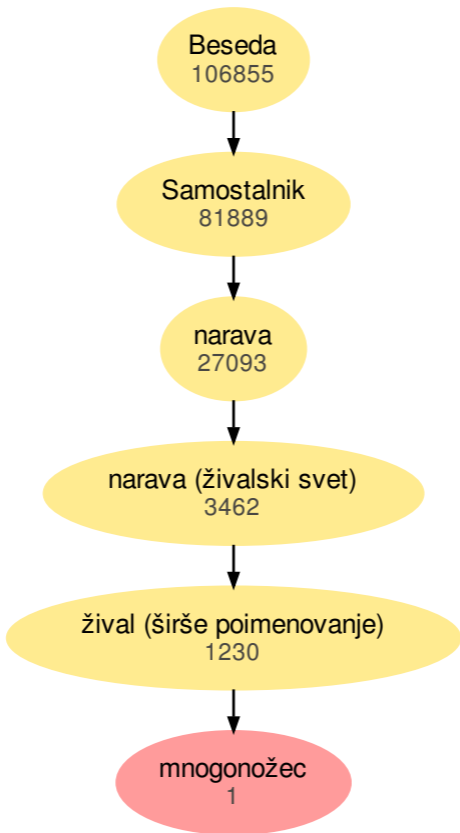 Beseda
106855
Samostalnik
81889
narava
27093
narava (živalski svet)
3462
žival (širše poimenovanje)
1230
mnogonožec
1